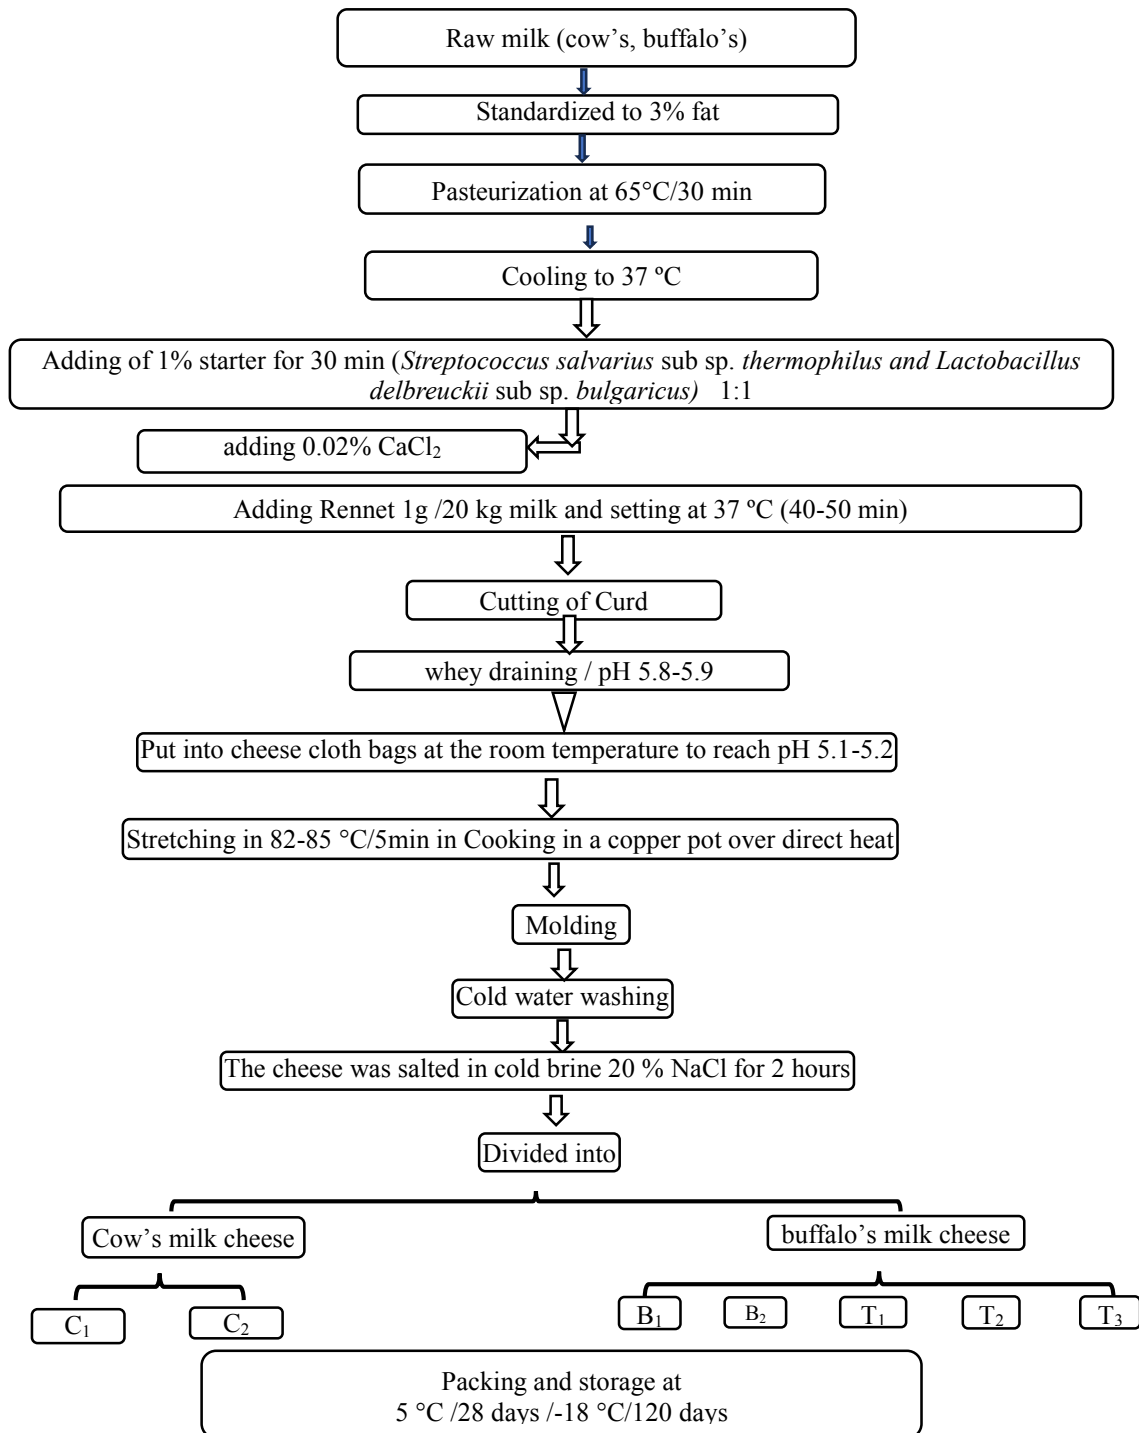 Raw milk (cow’s, buffalo’s)
Standardized to 3% fat
Pasteurization at 65°C/30 min
Cooling to 37 ºC
Adding of 1% starter for 30 min (Streptococcus salvarius sub sp. thermophilus and Lactobacillus
delbreuckii sub sp. bulgaricus) 1:1
adding 0.02% CaCl₂
Adding Rennet 1g /20 kg milk and setting at 37 ºC (40-50 min)
Cutting of Curd
whey draining / pH 5.8-5.9
Put into cheese cloth bags at the room temperature to reach pH 5.1-5.2
Stretching in 82-85 °C/5min in Cooking in a copper pot over direct heat
Molding
Cold water washing
The cheese was salted in cold brine 20 % NaCl for 2 hours
Divided into
Cow’s milk cheese
buffalo’s milk cheese
C₁
C₂
B₁
B₂
T₁
T₂
T₃
Packing and storage at
5 °C /28 days /-18 °C/120 days